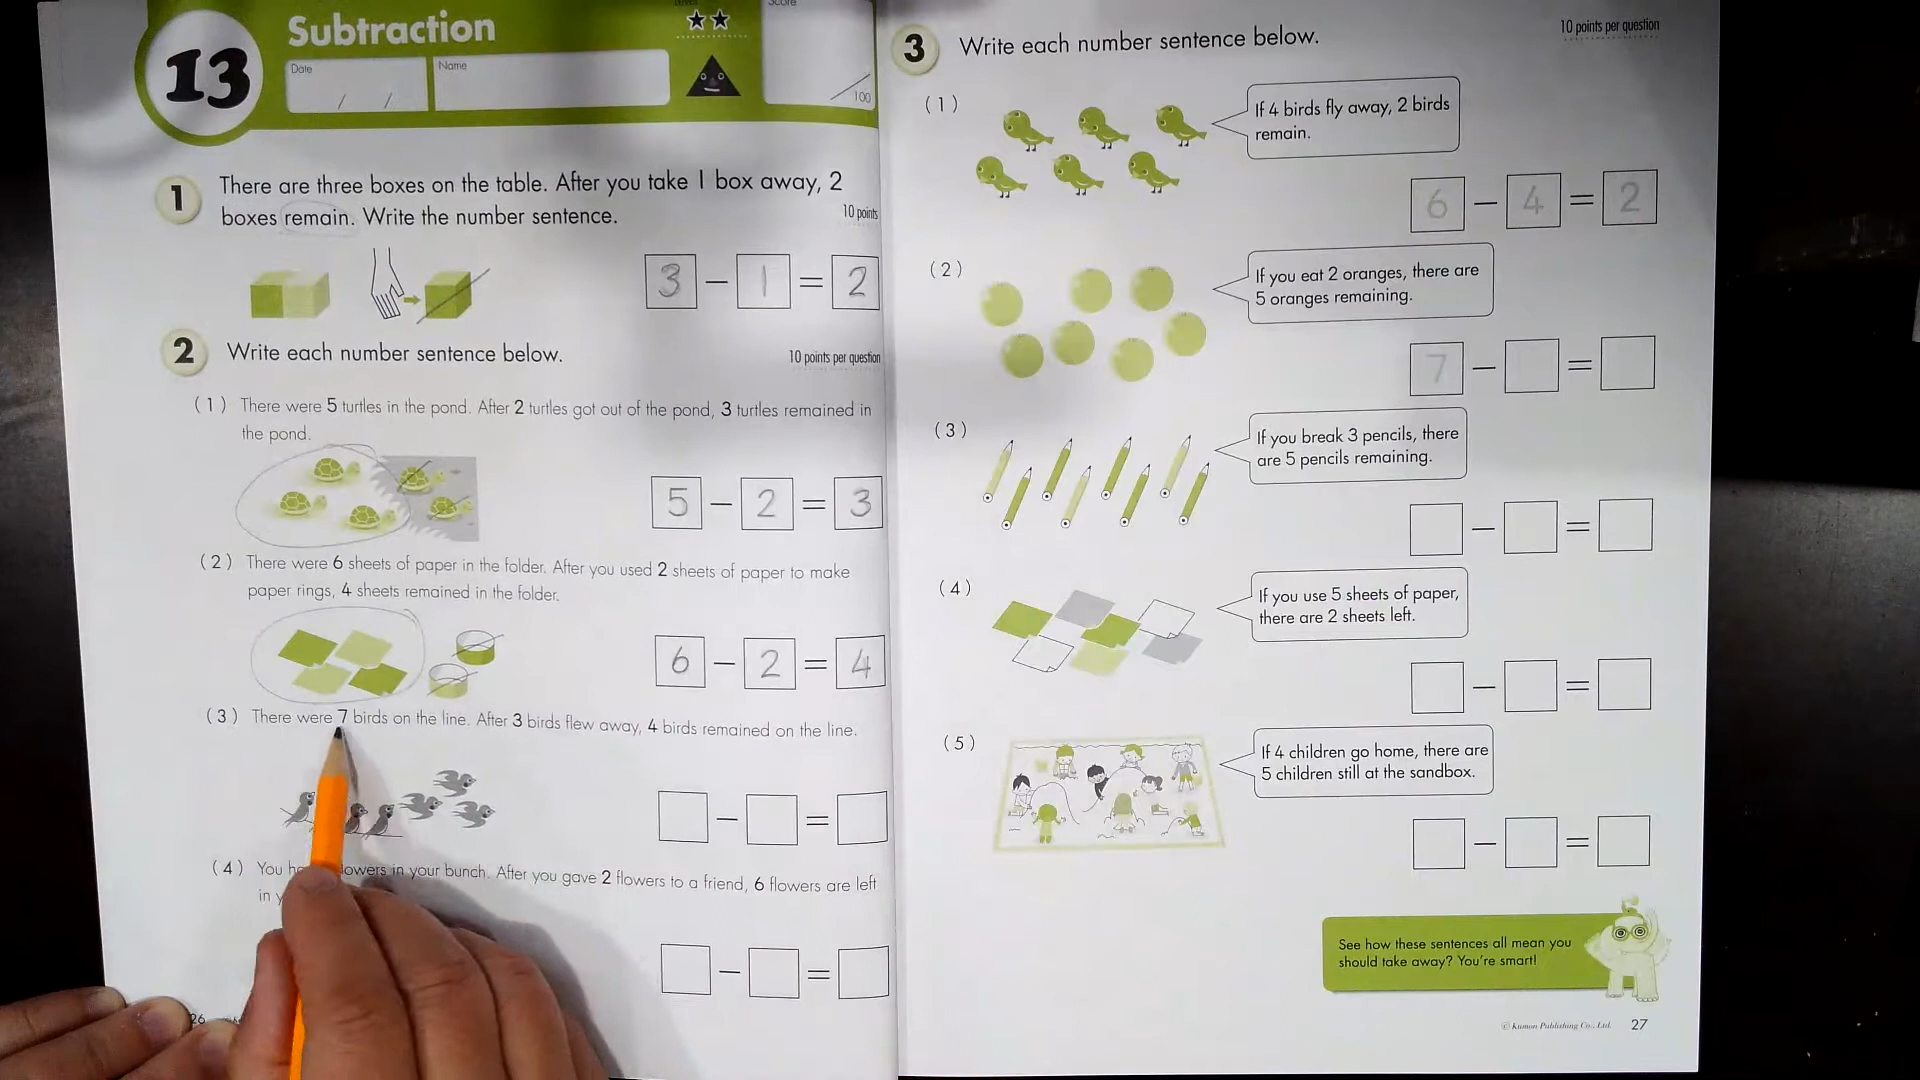 13
Subtraction
Date
/ /
Name
Score
/100
1
There are three boxes on the table. After you take 1 box away, 2
boxes remain. Write the number sentence.
10 points
3 − 1 = 2
2
Write each number sentence below.
10 points per question
(1) There were 5 turtles in the pond. After 2 turtles got out of the pond, 3 turtles remained in
the pond.
5 − 2 = 3
(2) There were 6 sheets of paper in the folder. After you used 2 sheets of paper to make
paper rings, 4 sheets remained in the folder.
6 − 2 = 4
(3) There were 7 birds on the line. After 3 birds flew away, 4 birds remained on the line.
− =
(4) You lowers in your bunch. After you gave 2 flowers to a friend, 6 flowers are left
in
− =
26
3
Write each number sentence below.
10 points per question
(1)
If 4 birds fly away, 2 birds
remain.
6 − 4 = 2
(2)
If you eat 2 oranges, there are
5 oranges remaining.
7 − =
(3)
If you break 3 pencils, there
are 5 pencils remaining.
− =
(4)
If you use 5 sheets of paper,
there are 2 sheets left.
− =
(5)
If 4 children go home, there are
5 children still at the sandbox.
− =
See how these sentences all mean you
should take away? You're smart!
© Kumon Publishing Co., Ltd.
27